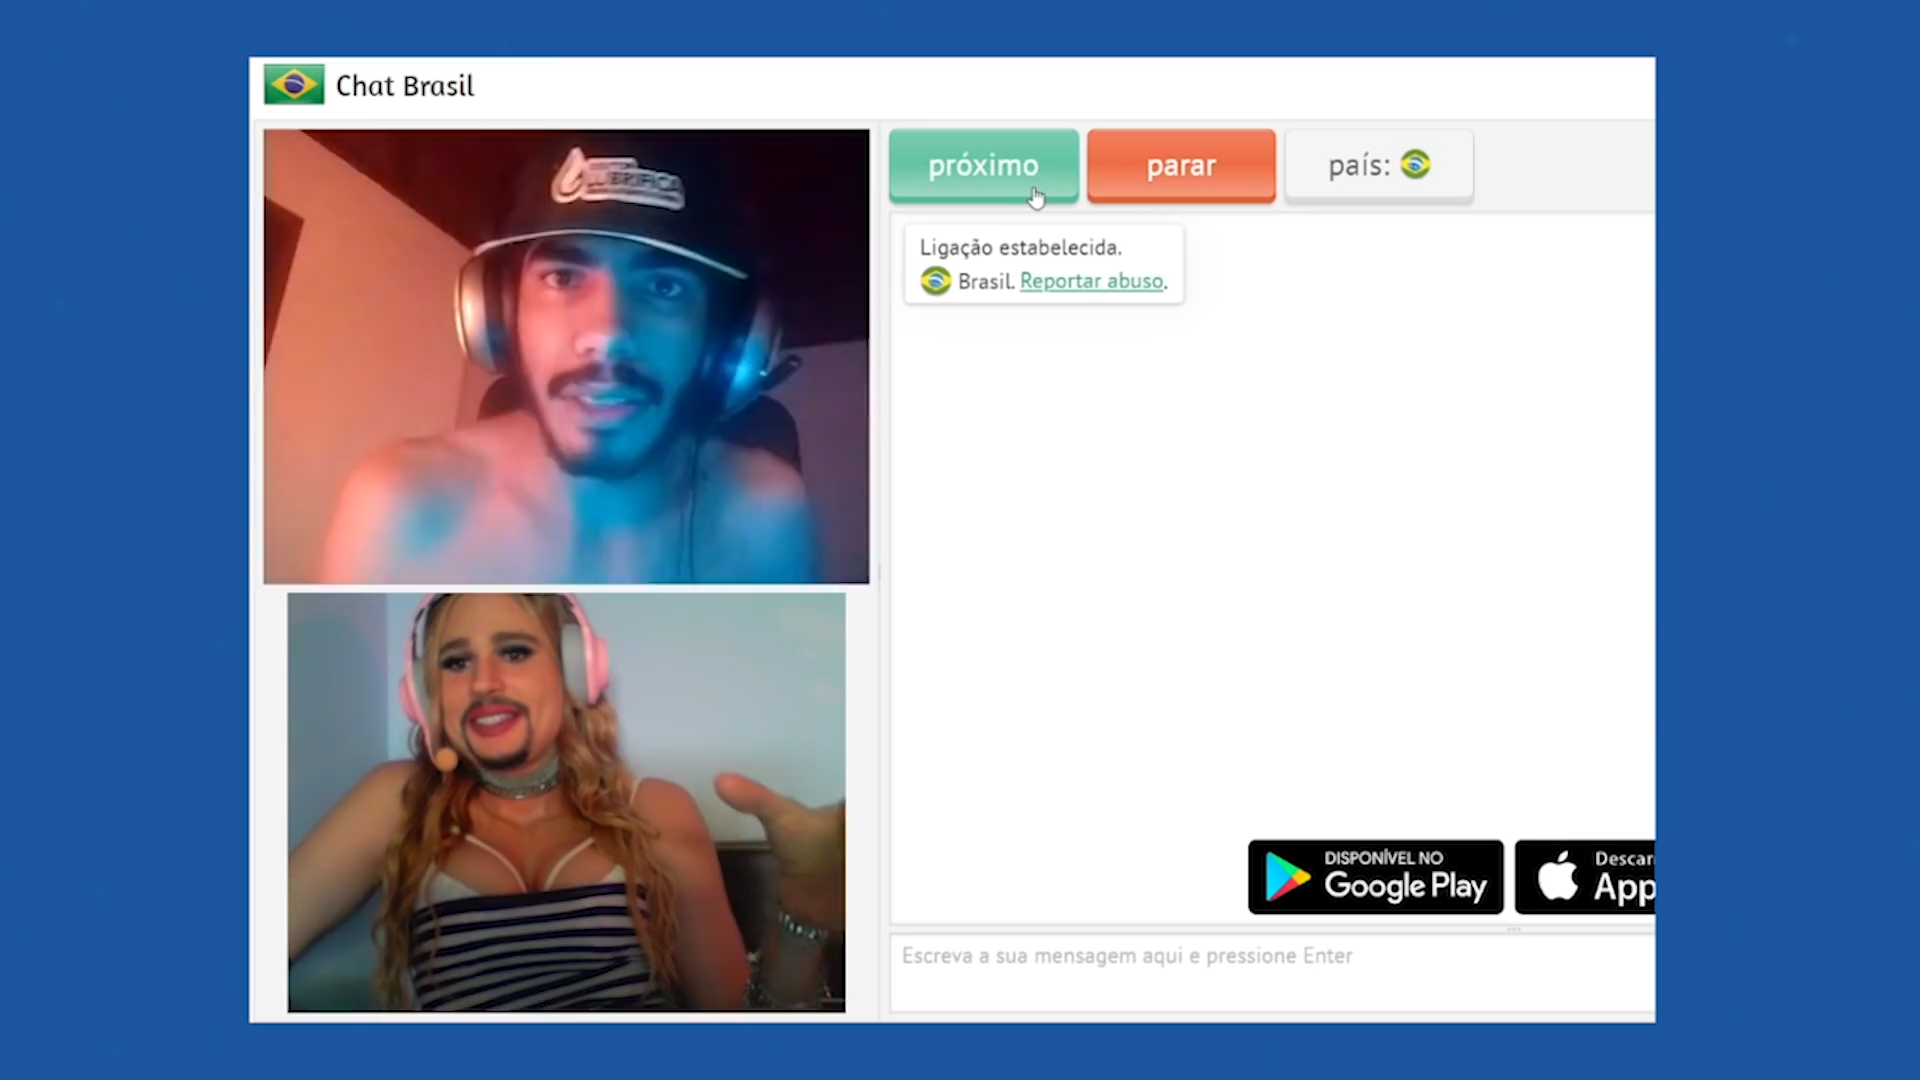 Chat Brasil
próximo
parar
país:
Ligação estabelecida.
Brasil. Reportar abuso.
LUBRIFICA
DISPONÍVEL NO
Google Play
Descar
App
Escreva a sua mensagem aqui e pressione Enter